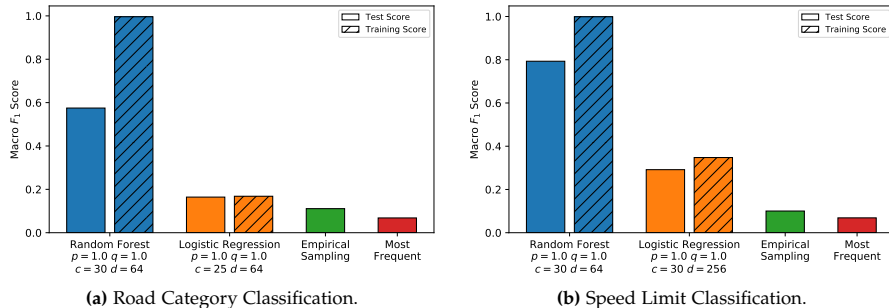 1.0
0.8
0.6
0.4
0.2
0.0
Macro F1 Score
Test Score
Training Score
Random Forest
p = 1.0 q = 1.0
c = 30 d = 64
Logistic Regression
p = 1.0 q = 1.0
c = 25 d = 64
Empirical
Sampling
Most
Frequent
(a) Road Category Classification.
1.0
0.8
0.6
0.4
0.2
0.0
Macro F1 Score
Test Score
Training Score
Random Forest
p = 1.0 q = 1.0
c = 30 d = 64
Logistic Regression
p = 1.0 q = 1.0
c = 30 d = 256
Empirical
Sampling
Most
Frequent
(b) Speed Limit Classification.